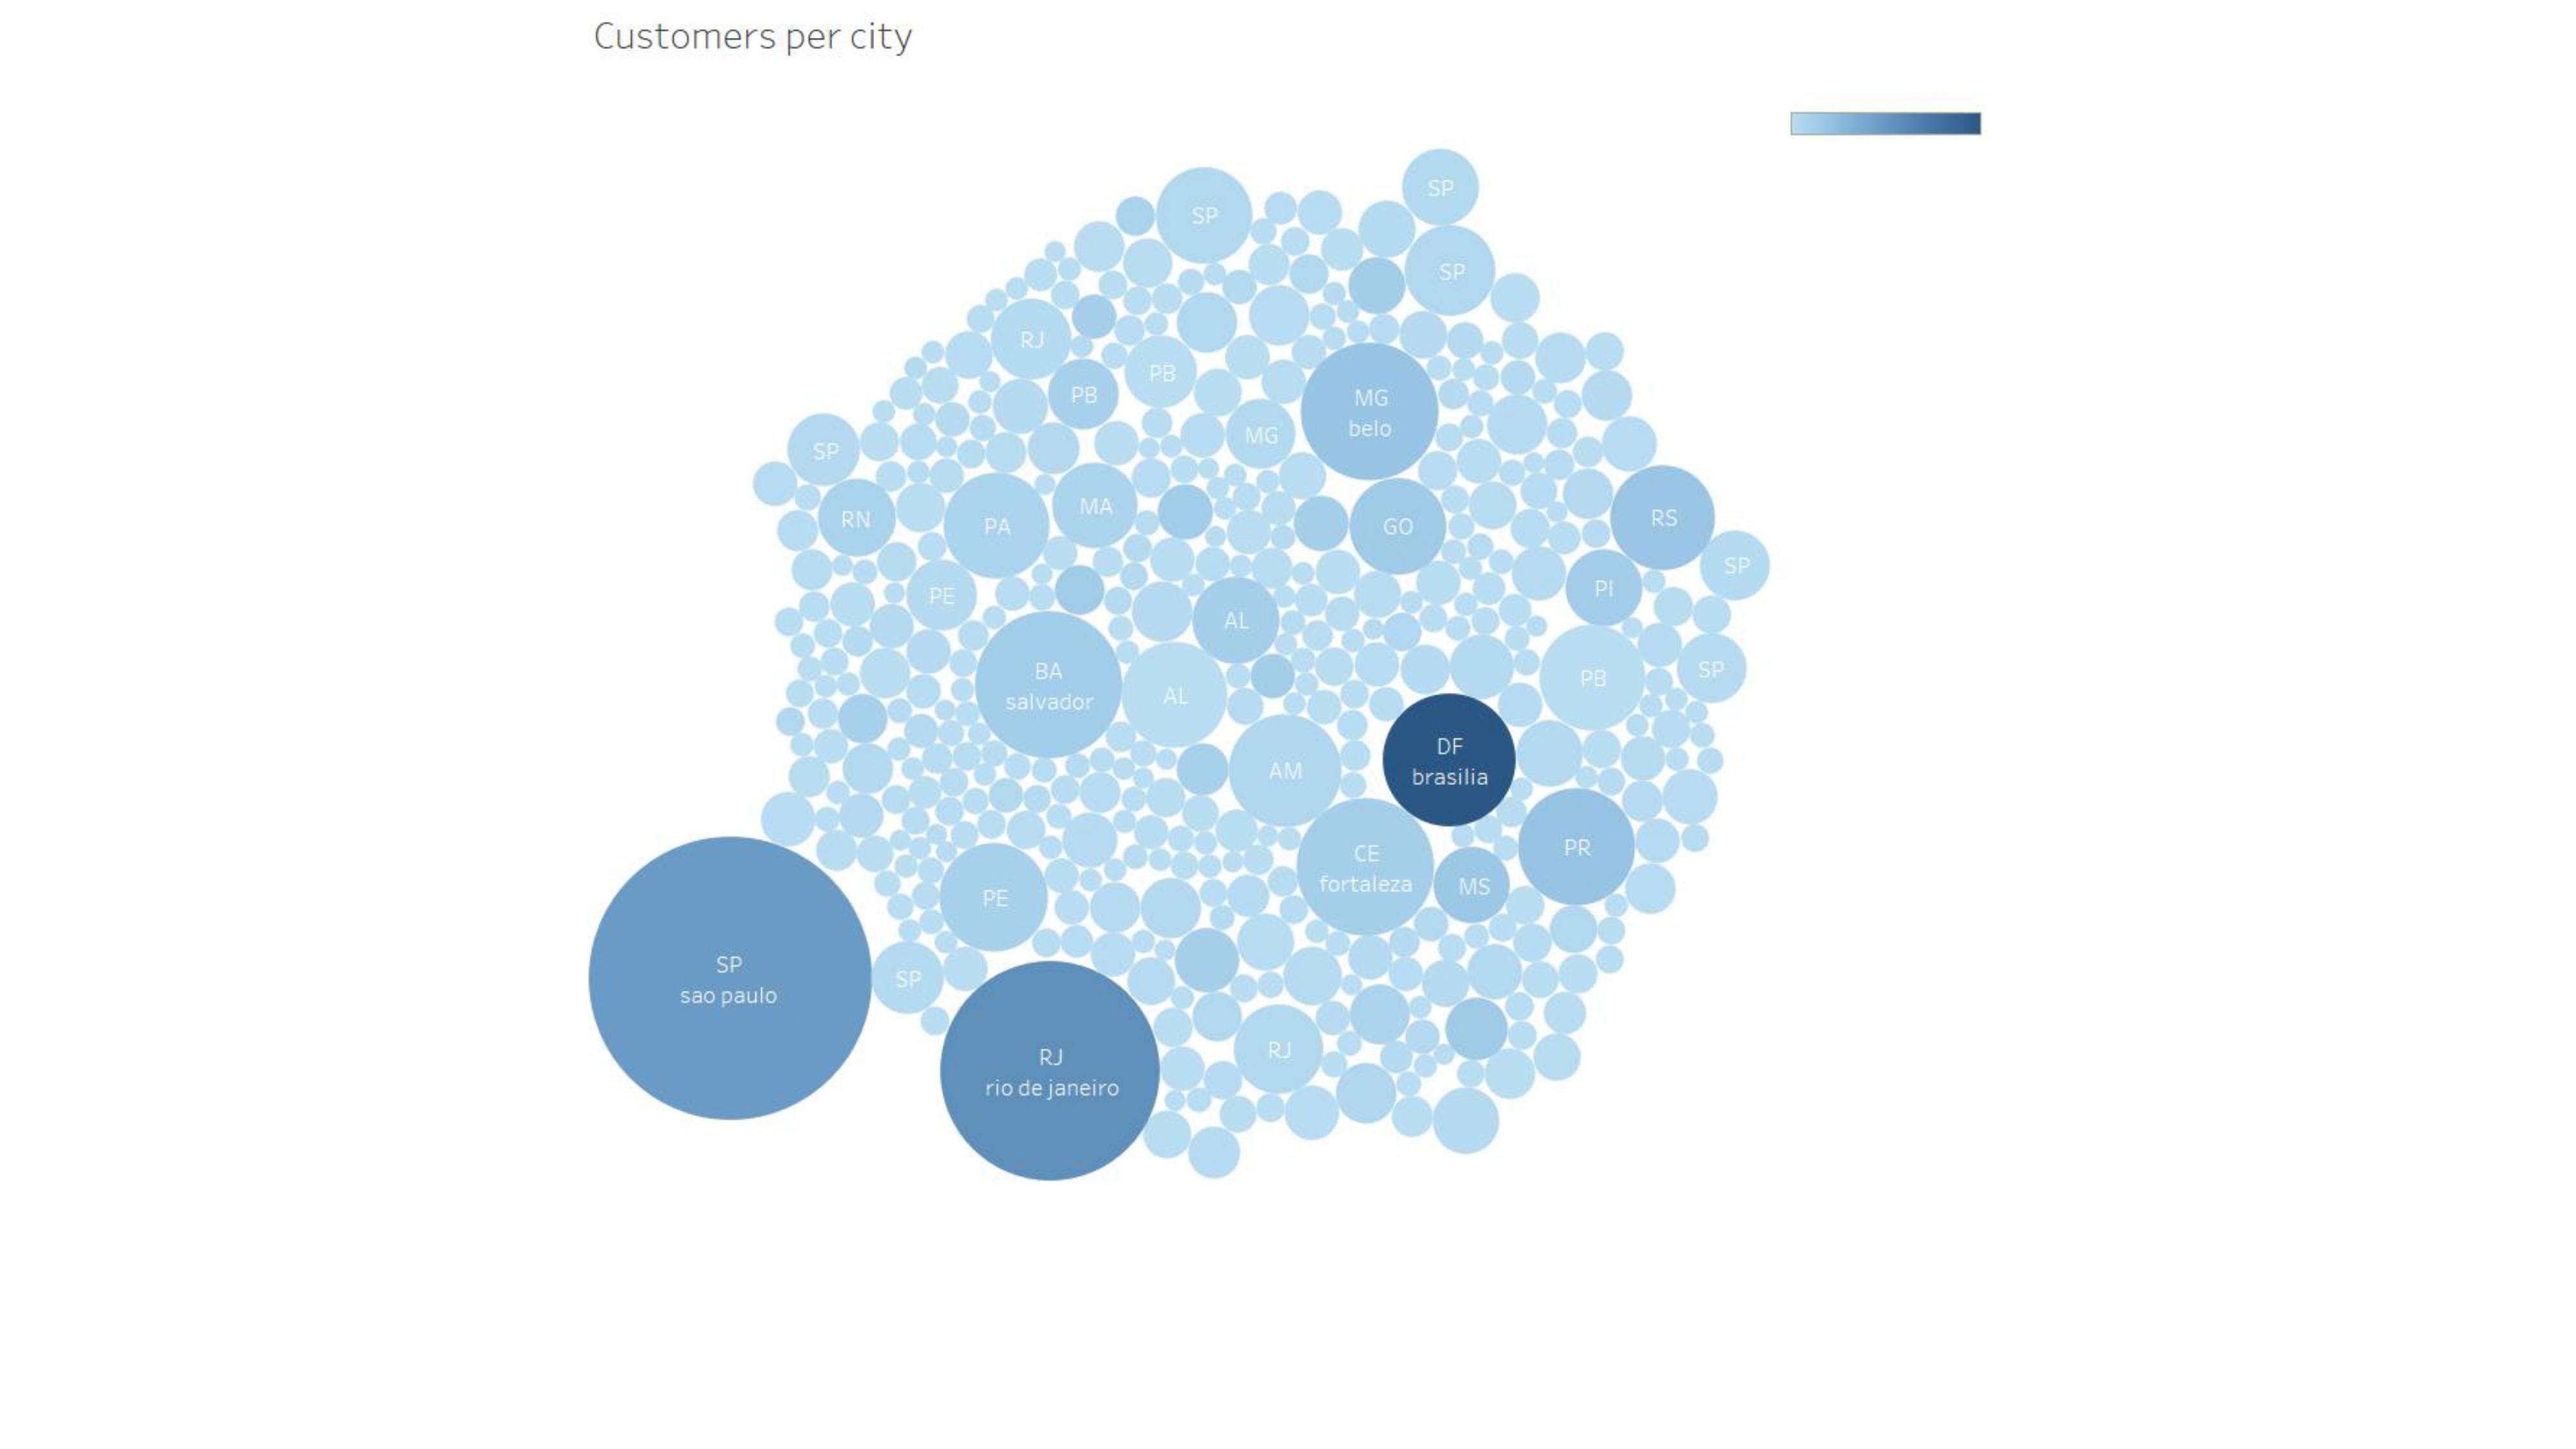 Customers per city
SP
SP
SP
RJ
PB
PB
MG
belo
MG
SP
RN
PA
MA
GO
RS
SP
PE
PI
AL
BA
salvador
AL
PB
SP
AM
DF
brasilia
CE
fortaleza
PR
MS
PE
SP
sao paulo
SP
RJ
rio de janeiro
RJ